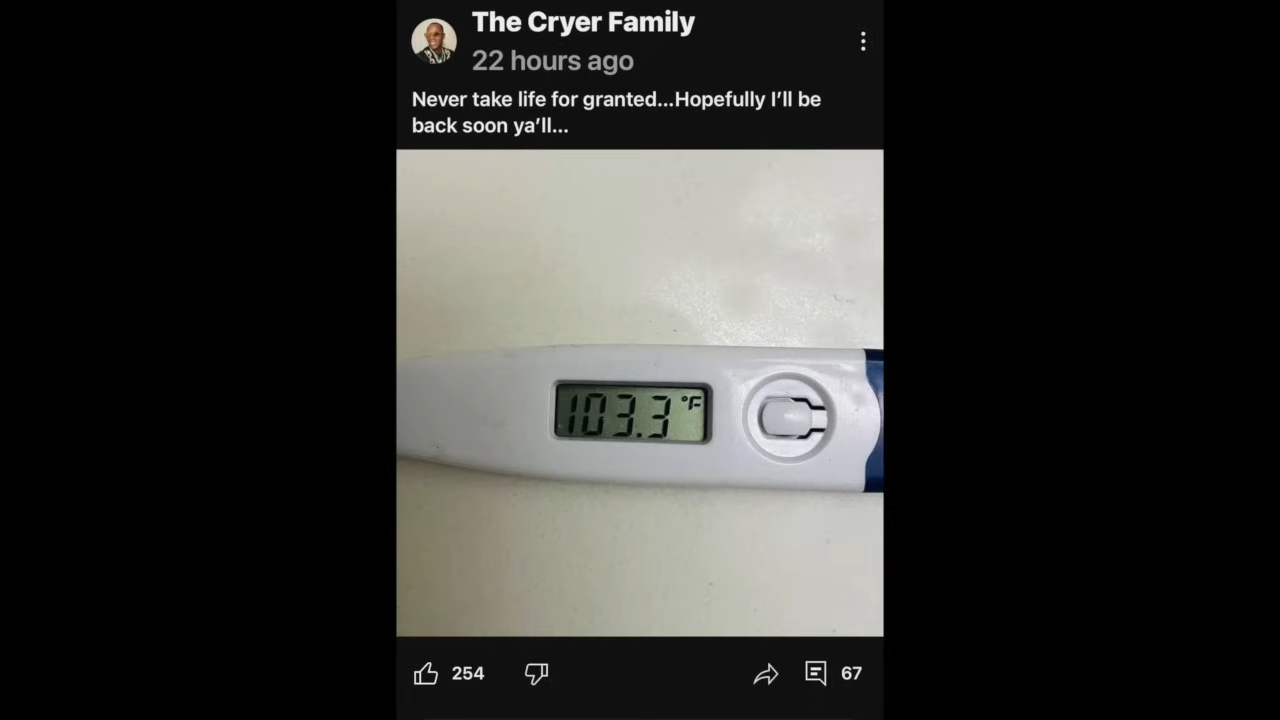 The Cryer Family
22 hours ago
Never take life for granted...Hopefully I'll be
back soon ya'll...
103.3 °F
254
67